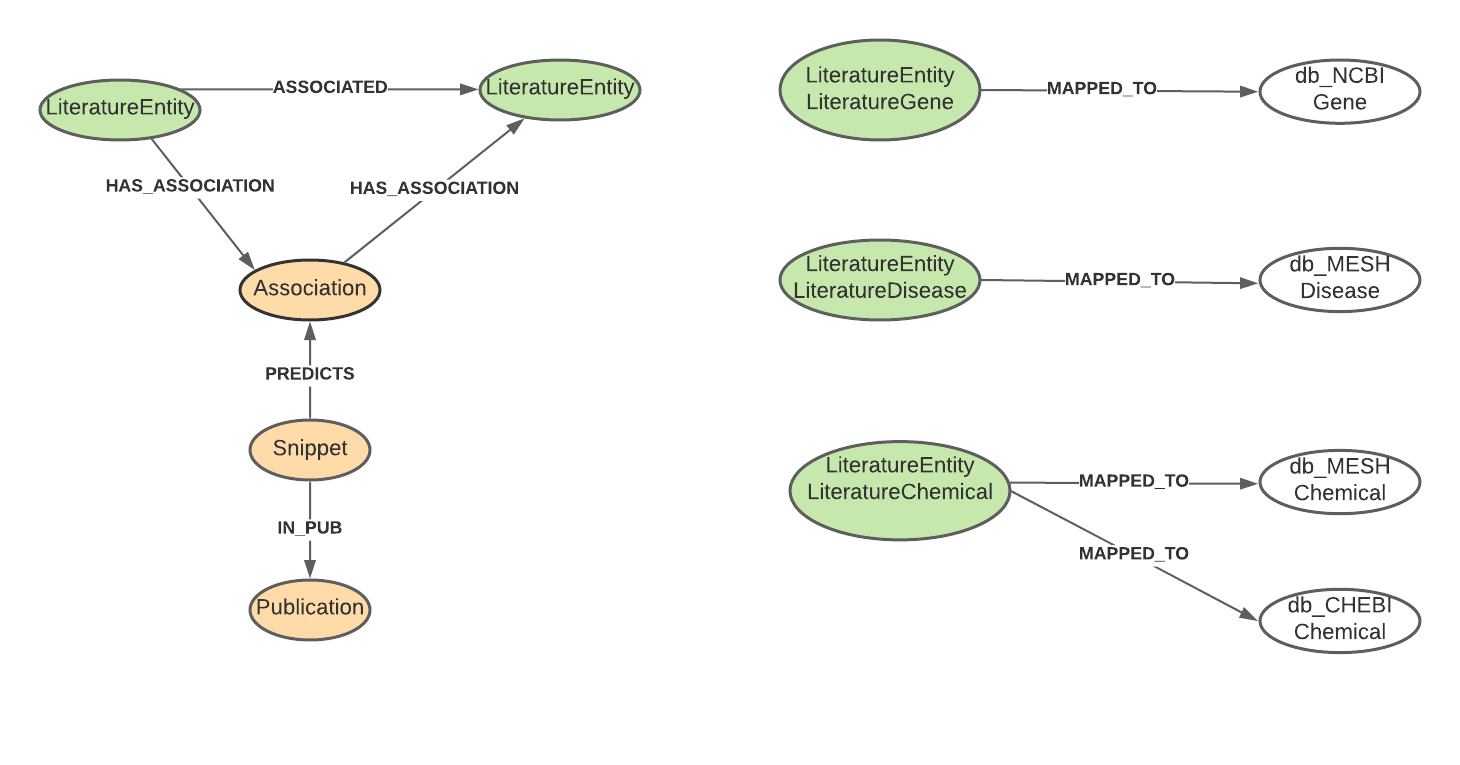 LiteratureEntity
ASSOCIATED
LiteratureEntity
HAS_ASSOCIATION
HAS_ASSOCIATION
Association
PREDICTS
Snippet
IN_PUB
Publication
LiteratureEntity
LiteratureGene
MAPPED_TO
db_NCBI
Gene
LiteratureEntity
LiteratureDisease
MAPPED_TO
db_MESH
Disease
LiteratureEntity
LiteratureChemical
MAPPED_TO
db_MESH
Chemical
MAPPED_TO
db_CHEBI
Chemical